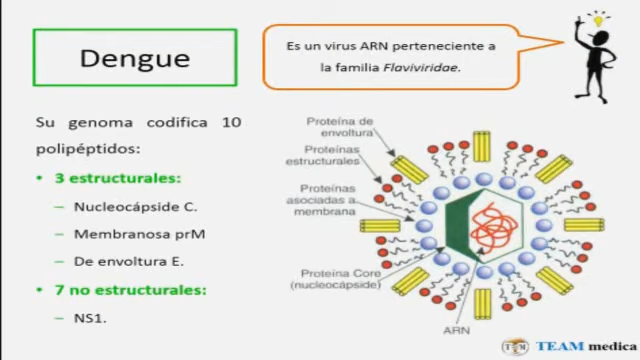 Dengue
Es un virus ARN perteneciente a
la familia Flaviviridae.
Su genoma codifica 10
polipéptidos:
• 3 estructurales:
– Nucleocápside C.
– Membranosa prM
– De envoltura E.
• 7 no estructurales:
– NS1.
Proteína de
envoltura
Proteínas
estructurales
Proteínas
asociadas a
membrana
Proteína Core
(nucleocápside)
ARN
TEAM medica